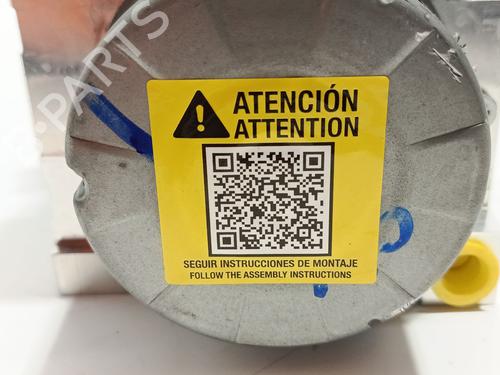 ATENCIÓN
ATTENTION
SEGUIR INSTRUCCIONES DE MONTAJE
FOLLOW THE ASSEMBLY INSTRUCTIONS